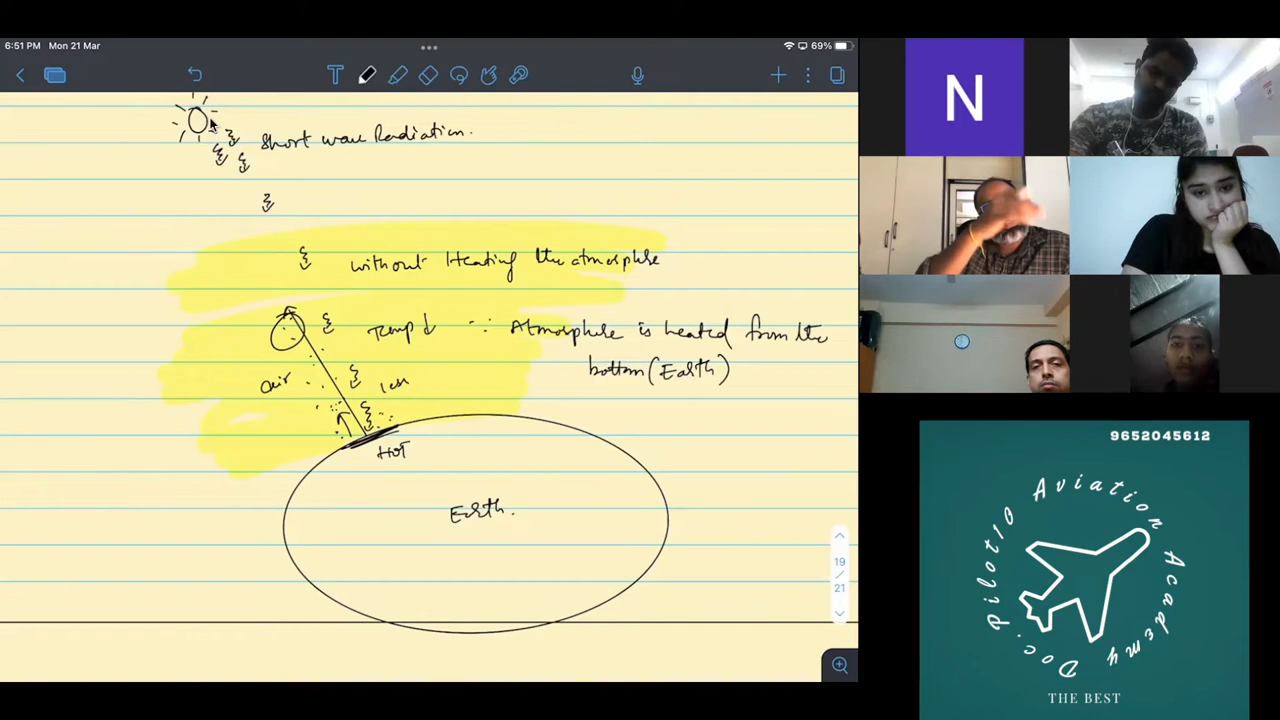 6:51 PM Mon 21 Mar
69%
Short wave Radiation.
without Heating the atmosphere
Temp↓ ∵ Atmosphere is heated from the
bottom (Earth)
air
Hot
Earth.
19
/
21
N
9652045612
Doc.Pilot10 Aviation Academy
THE BEST